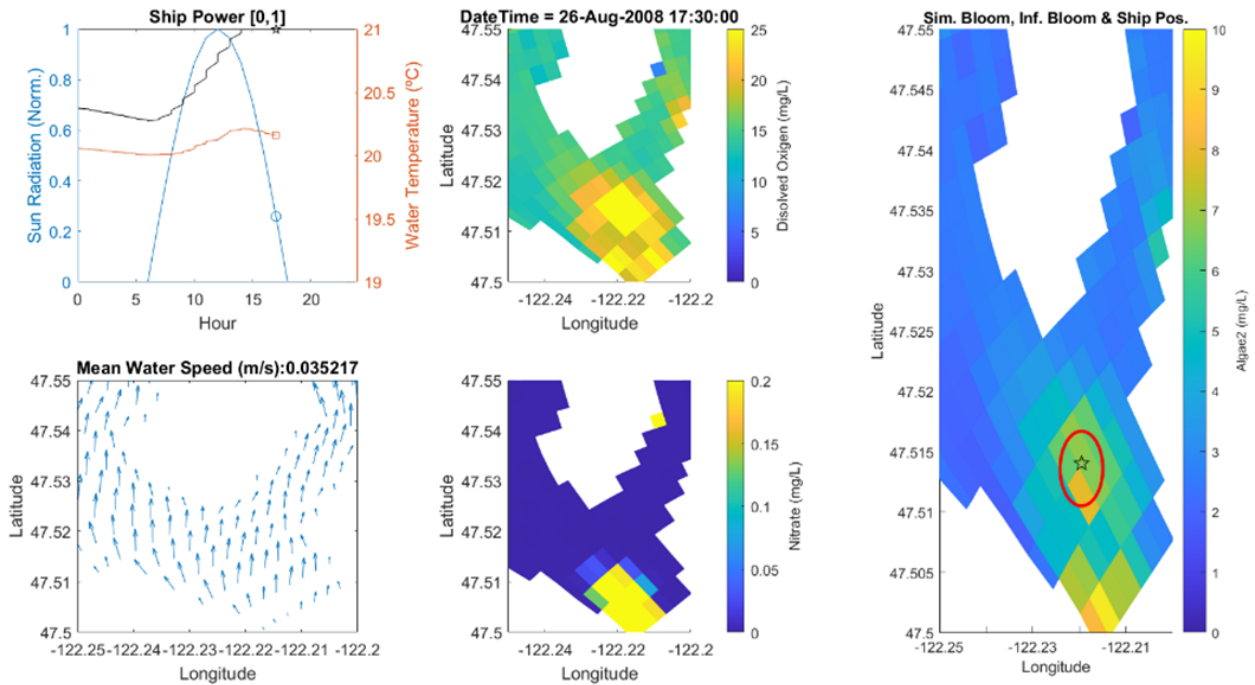 Ship Power [0,1]
1
0.8
0.6
0.4
0.2
0
Sun Radiation (Norm.)
21
20.5
20
19.5
19
Water Temperature (ºC)
0 5 10 15 20
Hour
DateTime = 26-Aug-2008 17:30:00
47.55
47.54
47.53
47.52
47.51
47.5
Latitude
-122.24 -122.22 -122.2
Longitude
25
20
15
10
5
0
Disolved Oxigen (mg/L)
Sim. Bloom, Inf. Bloom & Ship Pos.
47.55
47.545
47.54
47.535
47.53
47.525
47.52
47.515
47.51
47.505
47.5
Latitude
-122.25 -122.23 -122.21
Longitude
10
9
8
7
6
5
4
3
2
1
0
Algae2 (mg/L)
Mean Water Speed (m/s):0.035217
47.55
47.54
47.53
47.52
47.51
47.5
Latitude
-122.25 -122.24 -122.23 -122.22 -122.21 -122.2
Longitude
47.55
47.54
47.53
47.52
47.51
47.5
Latitude
-122.24 -122.22 -122.2
Longitude
0.2
0.15
0.1
0.05
0
Nitrate (mg/L)